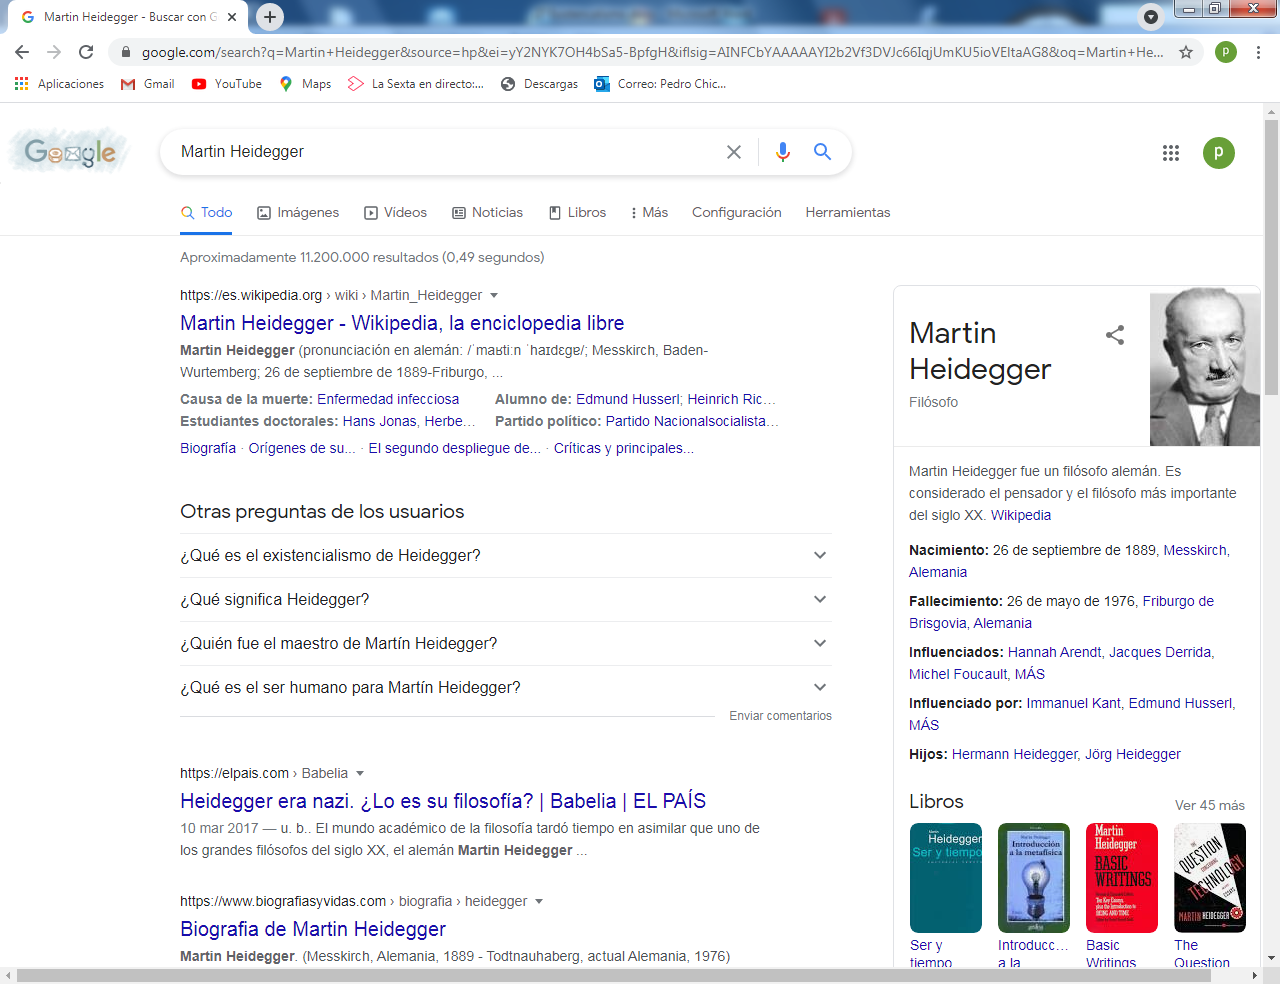 Martin Heidegger - Buscar con G
google.com/search?q=Martin+Heidegger&source=hp&ei=yY2NYK7OH4bSa5-BpfgH&iflsig=AINFCbYAAAAAYI2b2Vf3DVJc66IqjUmKU5ioVEltaAG8&oq=Martin+He...
P
Aplicaciones
Gmail
YouTube
Maps
La Sexta en directo:...
Descargas
Correo: Pedro Chic...
Google
Martin Heidegger
p
Todo
Imágenes
Vídeos
Noticias
Libros
Más
Configuración
Herramientas
Aproximadamente 11.200.000 resultados (0,49 segundos)
https://es.wikipedia.org › wiki › Martin_Heidegger
Martin Heidegger - Wikipedia, la enciclopedia libre
Martin Heidegger (pronunciación en alemán: /ˈmaʁtiːn ˈhaɪdɛɡɐ/; Messkirch, Baden-
Wurtemberg; 26 de septiembre de 1889-Friburgo, ...
Causa de la muerte: Enfermedad infecciosa
Alumno de: Edmund Husserl; Heinrich Ric…
Estudiantes doctorales: Hans Jonas, Herbe…
Partido político: Partido Nacionalsocialista…
Biografía · Orígenes de su... · El segundo despliegue de... · Críticas y principales...
Otras preguntas de los usuarios
¿Qué es el existencialismo de Heidegger?
¿Qué significa Heidegger?
¿Quién fue el maestro de Martín Heidegger?
¿Qué es el ser humano para Martín Heidegger?
Enviar comentarios
https://elpais.com › Babelia
Heidegger era nazi. ¿Lo es su filosofía? | Babelia | EL PAÍS
10 mar 2017 — u. b.. El mundo académico de la filosofía tardó tiempo en asimilar que uno de
los grandes filósofos del siglo XX, el alemán Martin Heidegger ...
https://www.biografiasyvidas.com › biografia › heidegger
Biografia de Martin Heidegger
Martin Heidegger. (Messkirch, Alemania, 1889 - Todtnauhaberg, actual Alemania, 1976)
Martin
Heidegger
Filósofo
Martin Heidegger fue un filósofo alemán. Es
considerado el pensador y el filósofo más importante
del siglo XX. Wikipedia
Nacimiento: 26 de septiembre de 1889, Messkirch,
Alemania
Fallecimiento: 26 de mayo de 1976, Friburgo de
Brisgovia, Alemania
Influenciados: Hannah Arendt, Jacques Derrida,
Michel Foucault, MÁS
Influenciado por: Immanuel Kant, Edmund Husserl,
MÁS
Hijos: Hermann Heidegger, Jörg Heidegger
Libros
Ver 45 más
Martin
Heidegger
Ser y tiempo
Martin Heidegger
Introducción
a la metafísica
Martin
Heidegger
BASIC
WRITINGS
THE
QUESTION
CONCERNING
TECHNOLOGY
MARTIN HEIDEGGER
Ser y
tiempo
Introducc…
a la
Basic
Writings
The
Question